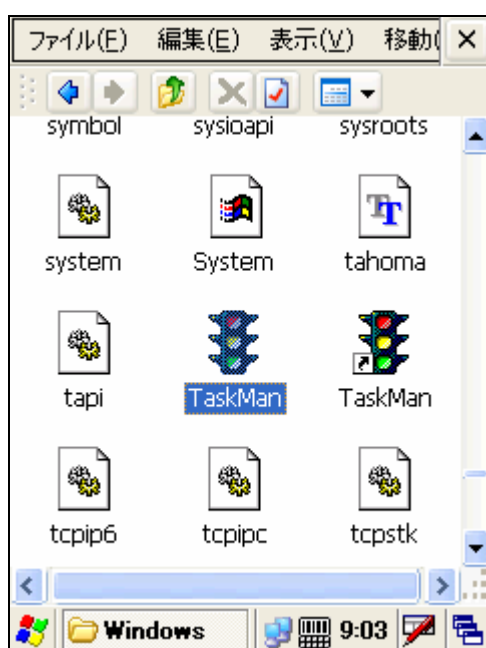 ファイル(F) 編集(E) 表示(V) 移動(
symbol sysioapi sysroots
system System tahoma
tapi TaskMan TaskMan
tcpip6 tcpipc tcpstk
Windows 9:03